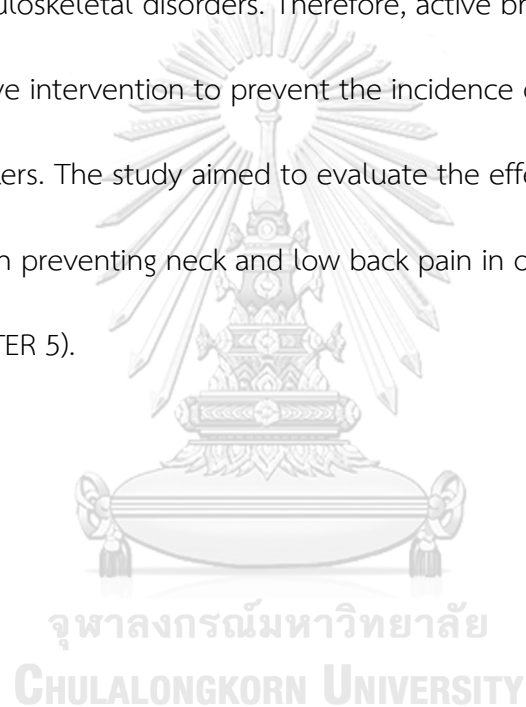 uloskeletal disorders. Therefore, active br
ve intervention to prevent the incidence
ers. The study aimed to evaluate the effe
n preventing neck and low back pain in
TER 5).
จุฬาลงกรณ์มหาวิทยาลัย
CHULALONGKORN UNIVERSITY